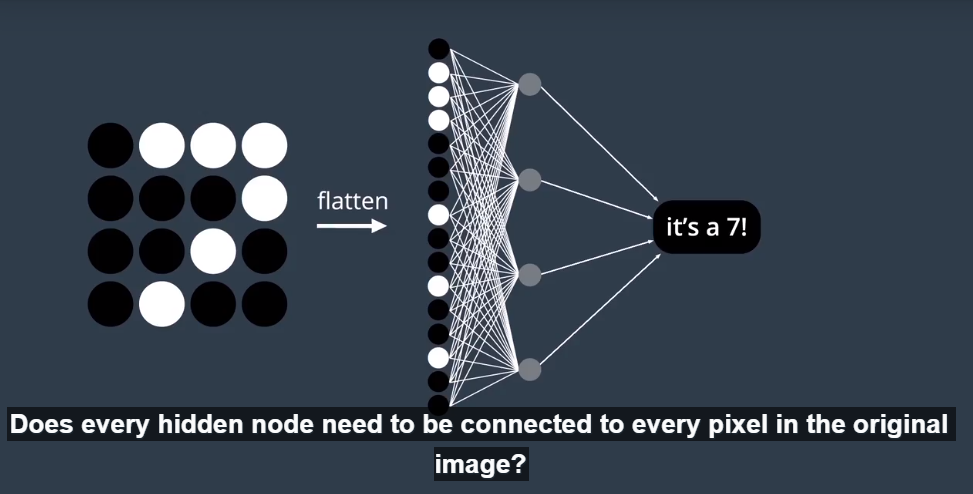 flatten
it's a 7!
Does every hidden node need to be connected to every pixel in the original
image?